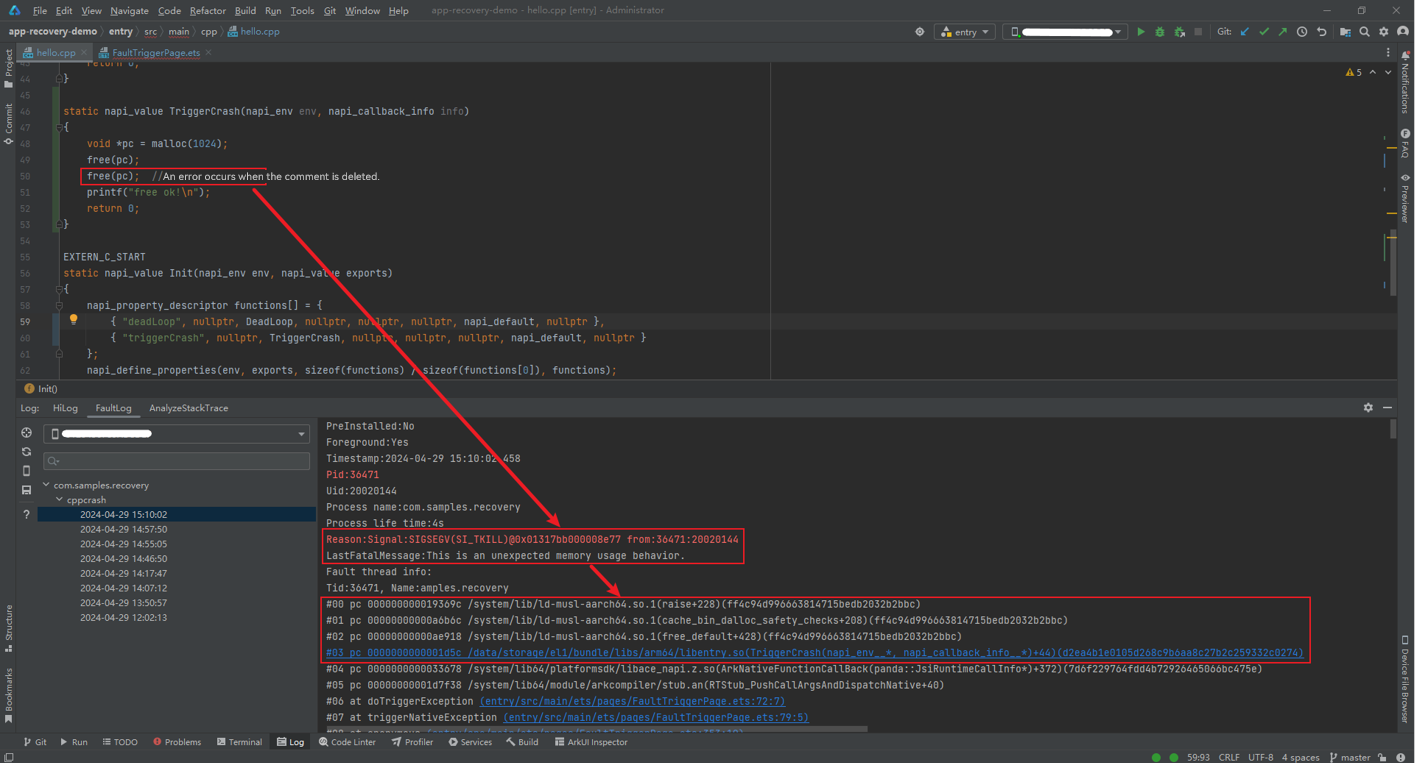 File Edit View Navigate Code Refactor Build Run Tools Git Window Help app-recovery-demo - hello.cpp [entry] - Administrator
app-recovery-demo entry src main cpp hello.cpp entry Git:
hello.cpp FaultTriggerPage.ets
44 }
5
45
46 static napi_value TriggerCrash(napi_env env, napi_callback_info info)
47 {
48 void *pc = malloc(1024);
49 free(pc);
50 free(pc); //An error occurs when the comment is deleted.
51 printf("free ok!\n");
52 return 0;
53 }
54
55 EXTERN_C_START
56 static napi_value Init(napi_env env, napi_value exports)
57 {
58 napi_property_descriptor functions[] = {
59 { "deadLoop", nullptr, DeadLoop, nullptr, nullptr, nullptr, napi_default, nullptr },
60 { "triggerCrash", nullptr, TriggerCrash, nullptr, nullptr, nullptr, napi_default, nullptr }
61 };
62 napi_define_properties(env, exports, sizeof(functions) / sizeof(functions[0]), functions);
Init()
Log: HiLog FaultLog AnalyzeStackTrace
com.samples.recovery
cppcrash
2024-04-29 15:10:02
2024-04-29 14:57:50
2024-04-29 14:55:05
2024-04-29 14:46:50
2024-04-29 14:17:47
2024-04-29 14:07:12
2024-04-29 13:50:57
2024-04-29 12:02:13
PreInstalled:No
Foreground:Yes
Timestamp:2024-04-29 15:10:02.458
Pid:36471
Uid:20020144
Process name:com.samples.recovery
Process life time:4s
Reason:Signal:SIGSEGV(SI_TKILL)@0x01317bb000008e77 from:36471:20020144
LastFatalMessage:This is an unexpected memory usage behavior.
Fault thread info:
Tid:36471, Name:amples.recovery
#00 pc 000000000019369c /system/lib/ld-musl-aarch64.so.1(raise+228)(ff4c94d996663814715bedb2032b2bbc)
#01 pc 00000000000a6b6c /system/lib/ld-musl-aarch64.so.1(cache_bin_dalloc_safety_checks+208)(ff4c94d996663814715bedb2032b2bbc)
#02 pc 00000000000ae918 /system/lib/ld-musl-aarch64.so.1(free_default+428)(ff4c94d996663814715bedb2032b2bbc)
#03 pc 0000000000001d5c /data/storage/el1/bundle/libs/arm64/libentry.so(TriggerCrash(napi_env__*, napi_callback_info__*)+44)(d2ea4b1e0105d268c9b6aa8c27b2c259332c0274)
#04 pc 0000000000033678 /system/lib64/platformsdk/libace_napi.z.so(ArkNativeFunctionCallBack(panda::JsiRuntimeCallInfo*)+372)(7d6f229764fdd4b72926465066bc475e)
#05 pc 00000000001d7f38 /system/lib64/module/arkcompiler/stub.an(RTStub_PushCallArgsAndDispatchNative+40)
#06 at doTriggerException (entry/src/main/ets/pages/FaultTriggerPage.ets:72:7)
#07 at triggerNativeException (entry/src/main/ets/pages/FaultTriggerPage.ets:79:5)
Project
Commit
Structure
Bookmarks
Notifications
FAQ
Previewer
Device File Browser
Git Run TODO Problems Terminal Log Code Linter Profiler Services Build ArkUI Inspector
59:93 CRLF UTF-8 4 spaces master